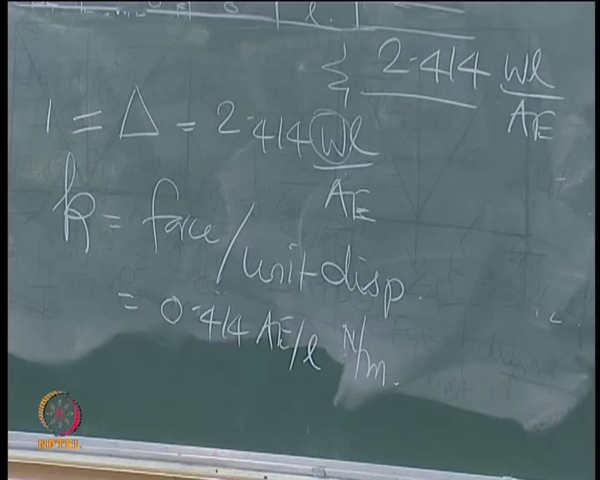 Σ 2.414 Wl/AE
1 = Δ = 2.414 Wl/AE
k = force/unit disp.
= 0.414 AE/l N/m.
NPTEL